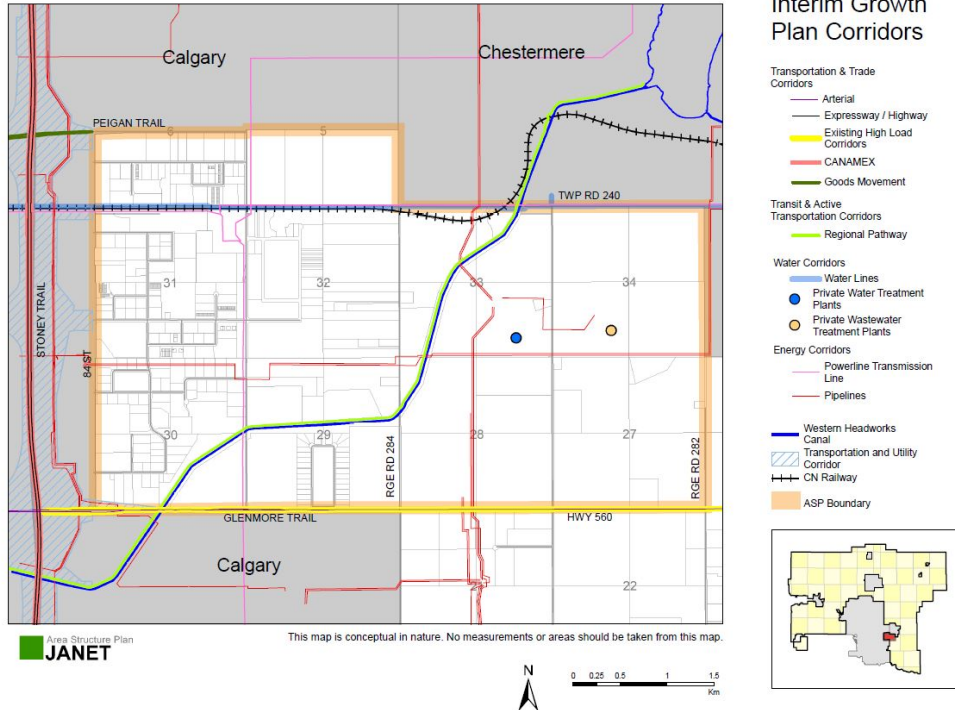 Interim Growth
Plan Corridors
Calgary
Chestermere
PEIGAN TRAIL
6
5
TWP RD 240
31
32
33
34
STONEY TRAIL
84 ST
30
29
28
27
RGE RD 284
RGE RD 282
GLENMORE TRAIL
HWY 560
Calgary
22
Transportation & Trade
Corridors
Arterial
Expressway / Highway
Existing High Load
Corridors
CANAMEX
Goods Movement
Transit & Active
Transportation Corridors
Regional Pathway
Water Corridors
Water Lines
Private Water Treatment
Plants
Private Wastewater
Treatment Plants
Energy Corridors
Powerline Transmission
Line
Pipelines
Western Headworks
Canal
Transportation and Utility
Corridor
CN Railway
ASP Boundary
Area Structure Plan
JANET
This map is conceptual in nature. No measurements or areas should be taken from this map.
N
0 0.25 0.5 1 1.5
Km